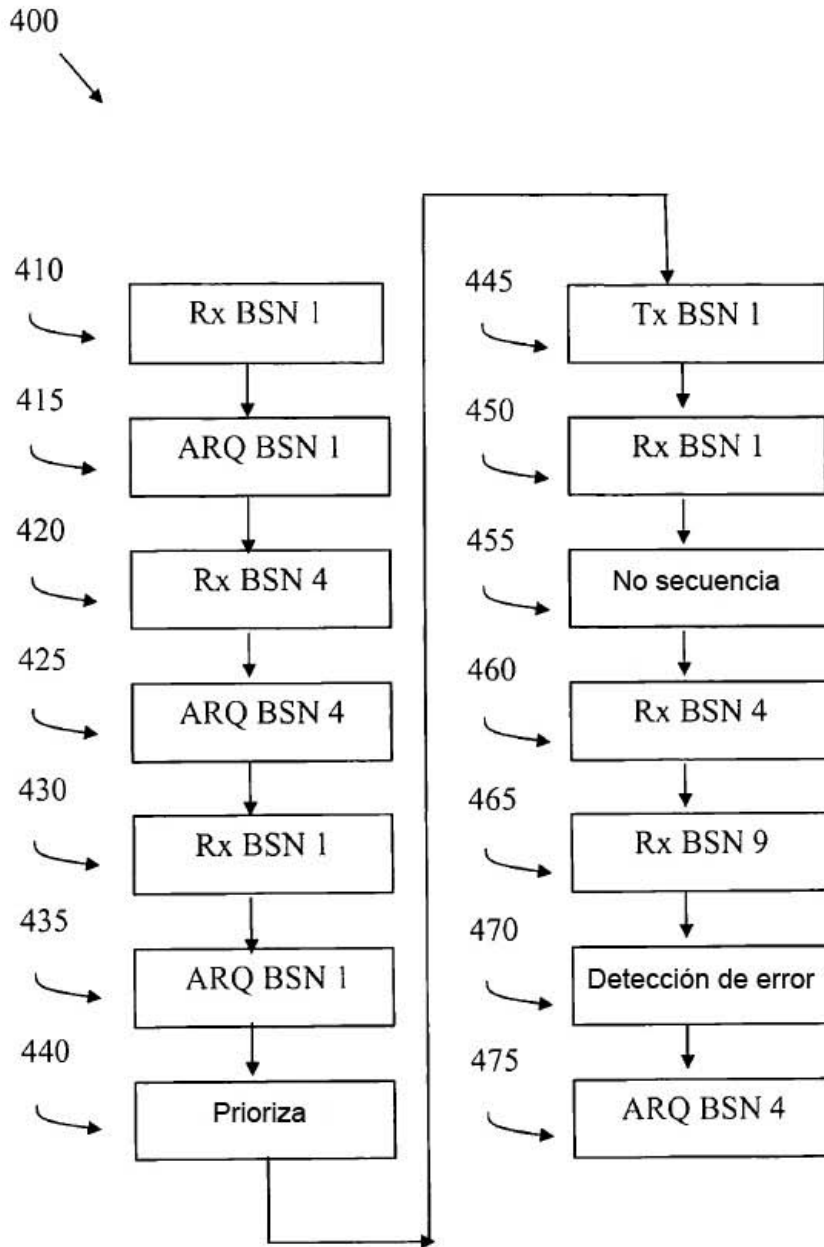 400
410
Rx BSN 1
415
ARQ BSN 1
420
Rx BSN 4
425
ARQ BSN 4
430
Rx BSN 1
435
ARQ BSN 1
440
Prioriza
445
Tx BSN 1
450
Rx BSN 1
455
No secuencia
460
Rx BSN 4
465
Rx BSN 9
470
Detección de error
475
ARQ BSN 4